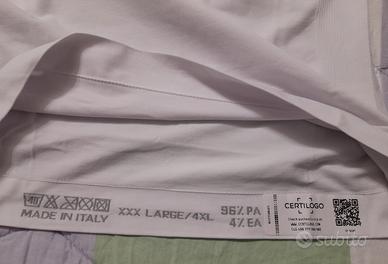 MADE IN ITALY
XXX LARGE/4XL
96% PA
4% EA
CERTILOGO
subito